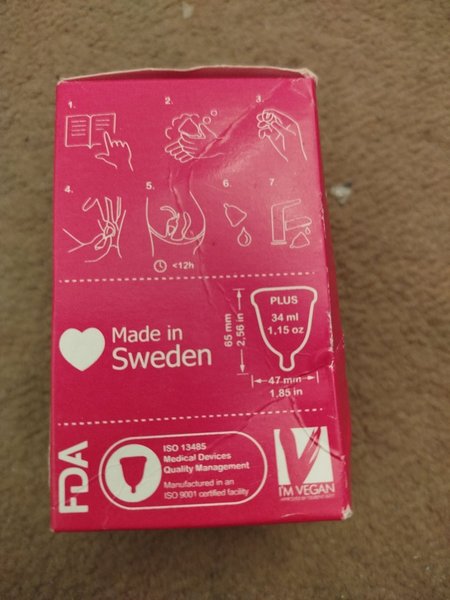 1.
2.
3.
4.
5.
6.
7.
<12h
Made in
Sweden
65 mm
2,56 in
PLUS
34 ml
1,15 oz
47 mm
1.85 in
FDA
ISO 13485
Medical Devices
Quality Management
Manufactured in an
ISO 9001 certified facility
V
I'M VEGAN